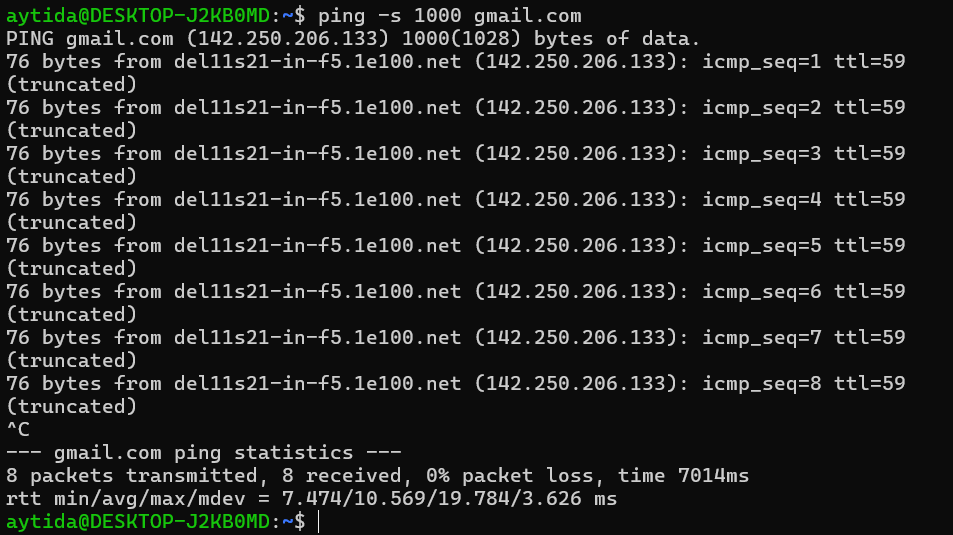 aytida@DESKTOP-J2KB0MD:~$ ping -s 1000 gmail.com
PING gmail.com (142.250.206.133) 1000(1028) bytes of data.
76 bytes from del11s21-in-f5.1e100.net (142.250.206.133): icmp_seq=1 ttl=59
(truncated)
76 bytes from del11s21-in-f5.1e100.net (142.250.206.133): icmp_seq=2 ttl=59
(truncated)
76 bytes from del11s21-in-f5.1e100.net (142.250.206.133): icmp_seq=3 ttl=59
(truncated)
76 bytes from del11s21-in-f5.1e100.net (142.250.206.133): icmp_seq=4 ttl=59
(truncated)
76 bytes from del11s21-in-f5.1e100.net (142.250.206.133): icmp_seq=5 ttl=59
(truncated)
76 bytes from del11s21-in-f5.1e100.net (142.250.206.133): icmp_seq=6 ttl=59
(truncated)
76 bytes from del11s21-in-f5.1e100.net (142.250.206.133): icmp_seq=7 ttl=59
(truncated)
76 bytes from del11s21-in-f5.1e100.net (142.250.206.133): icmp_seq=8 ttl=59
(truncated)
^C
--- gmail.com ping statistics ---
8 packets transmitted, 8 received, 0% packet loss, time 7014ms
rtt min/avg/max/mdev = 7.474/10.569/19.784/3.626 ms
aytida@DESKTOP-J2KB0MD:~$